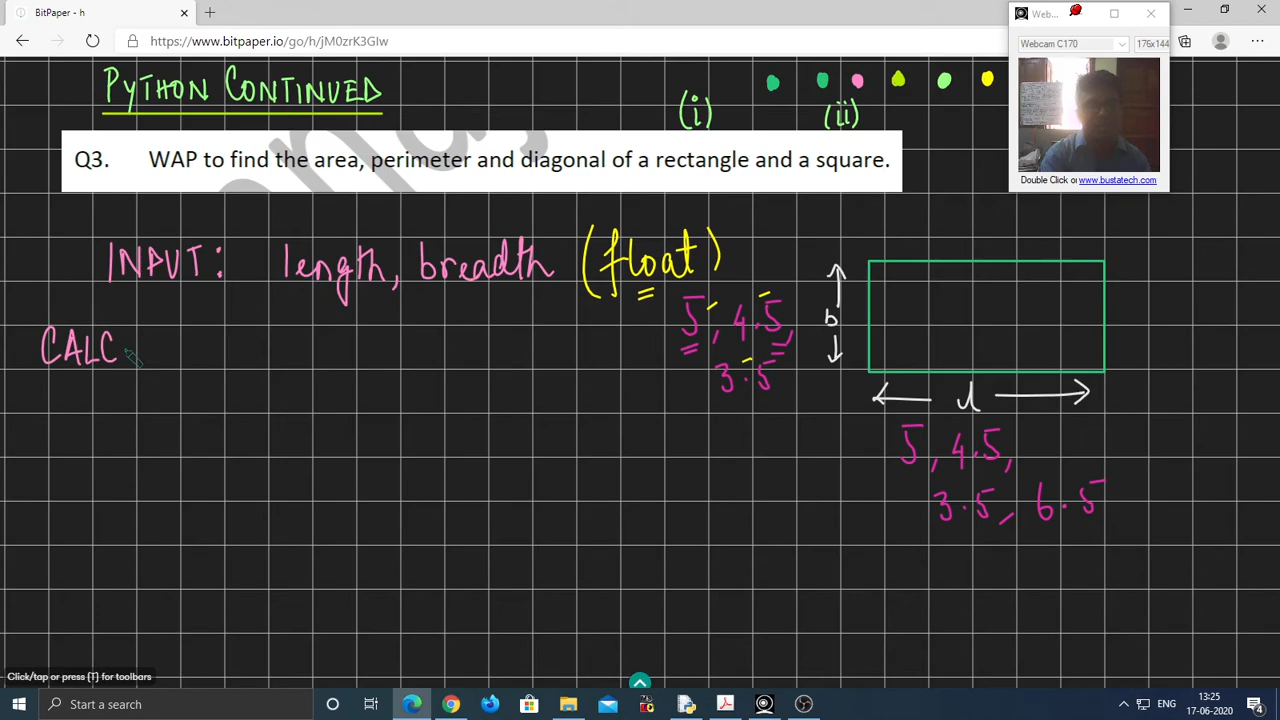 BitPaper - h
Web...
https://www.bitpaper.io/go/h/jM0zrK3GIw
Webcam C170
176x144
Double Click or www.bustatech.com
PYTHON CONTINUED
(i) (ii)
Q3. WAP to find the area, perimeter and diagonal of a rectangle and a square.
INPUT: length, breadth (float)
5, 4.5,
3.5
b
CALC
l
5, 4.5,
3.5, 6.5
Click/tap or press (T) for toolbars
Start a search
ENG
13:25
17-06-2020
4